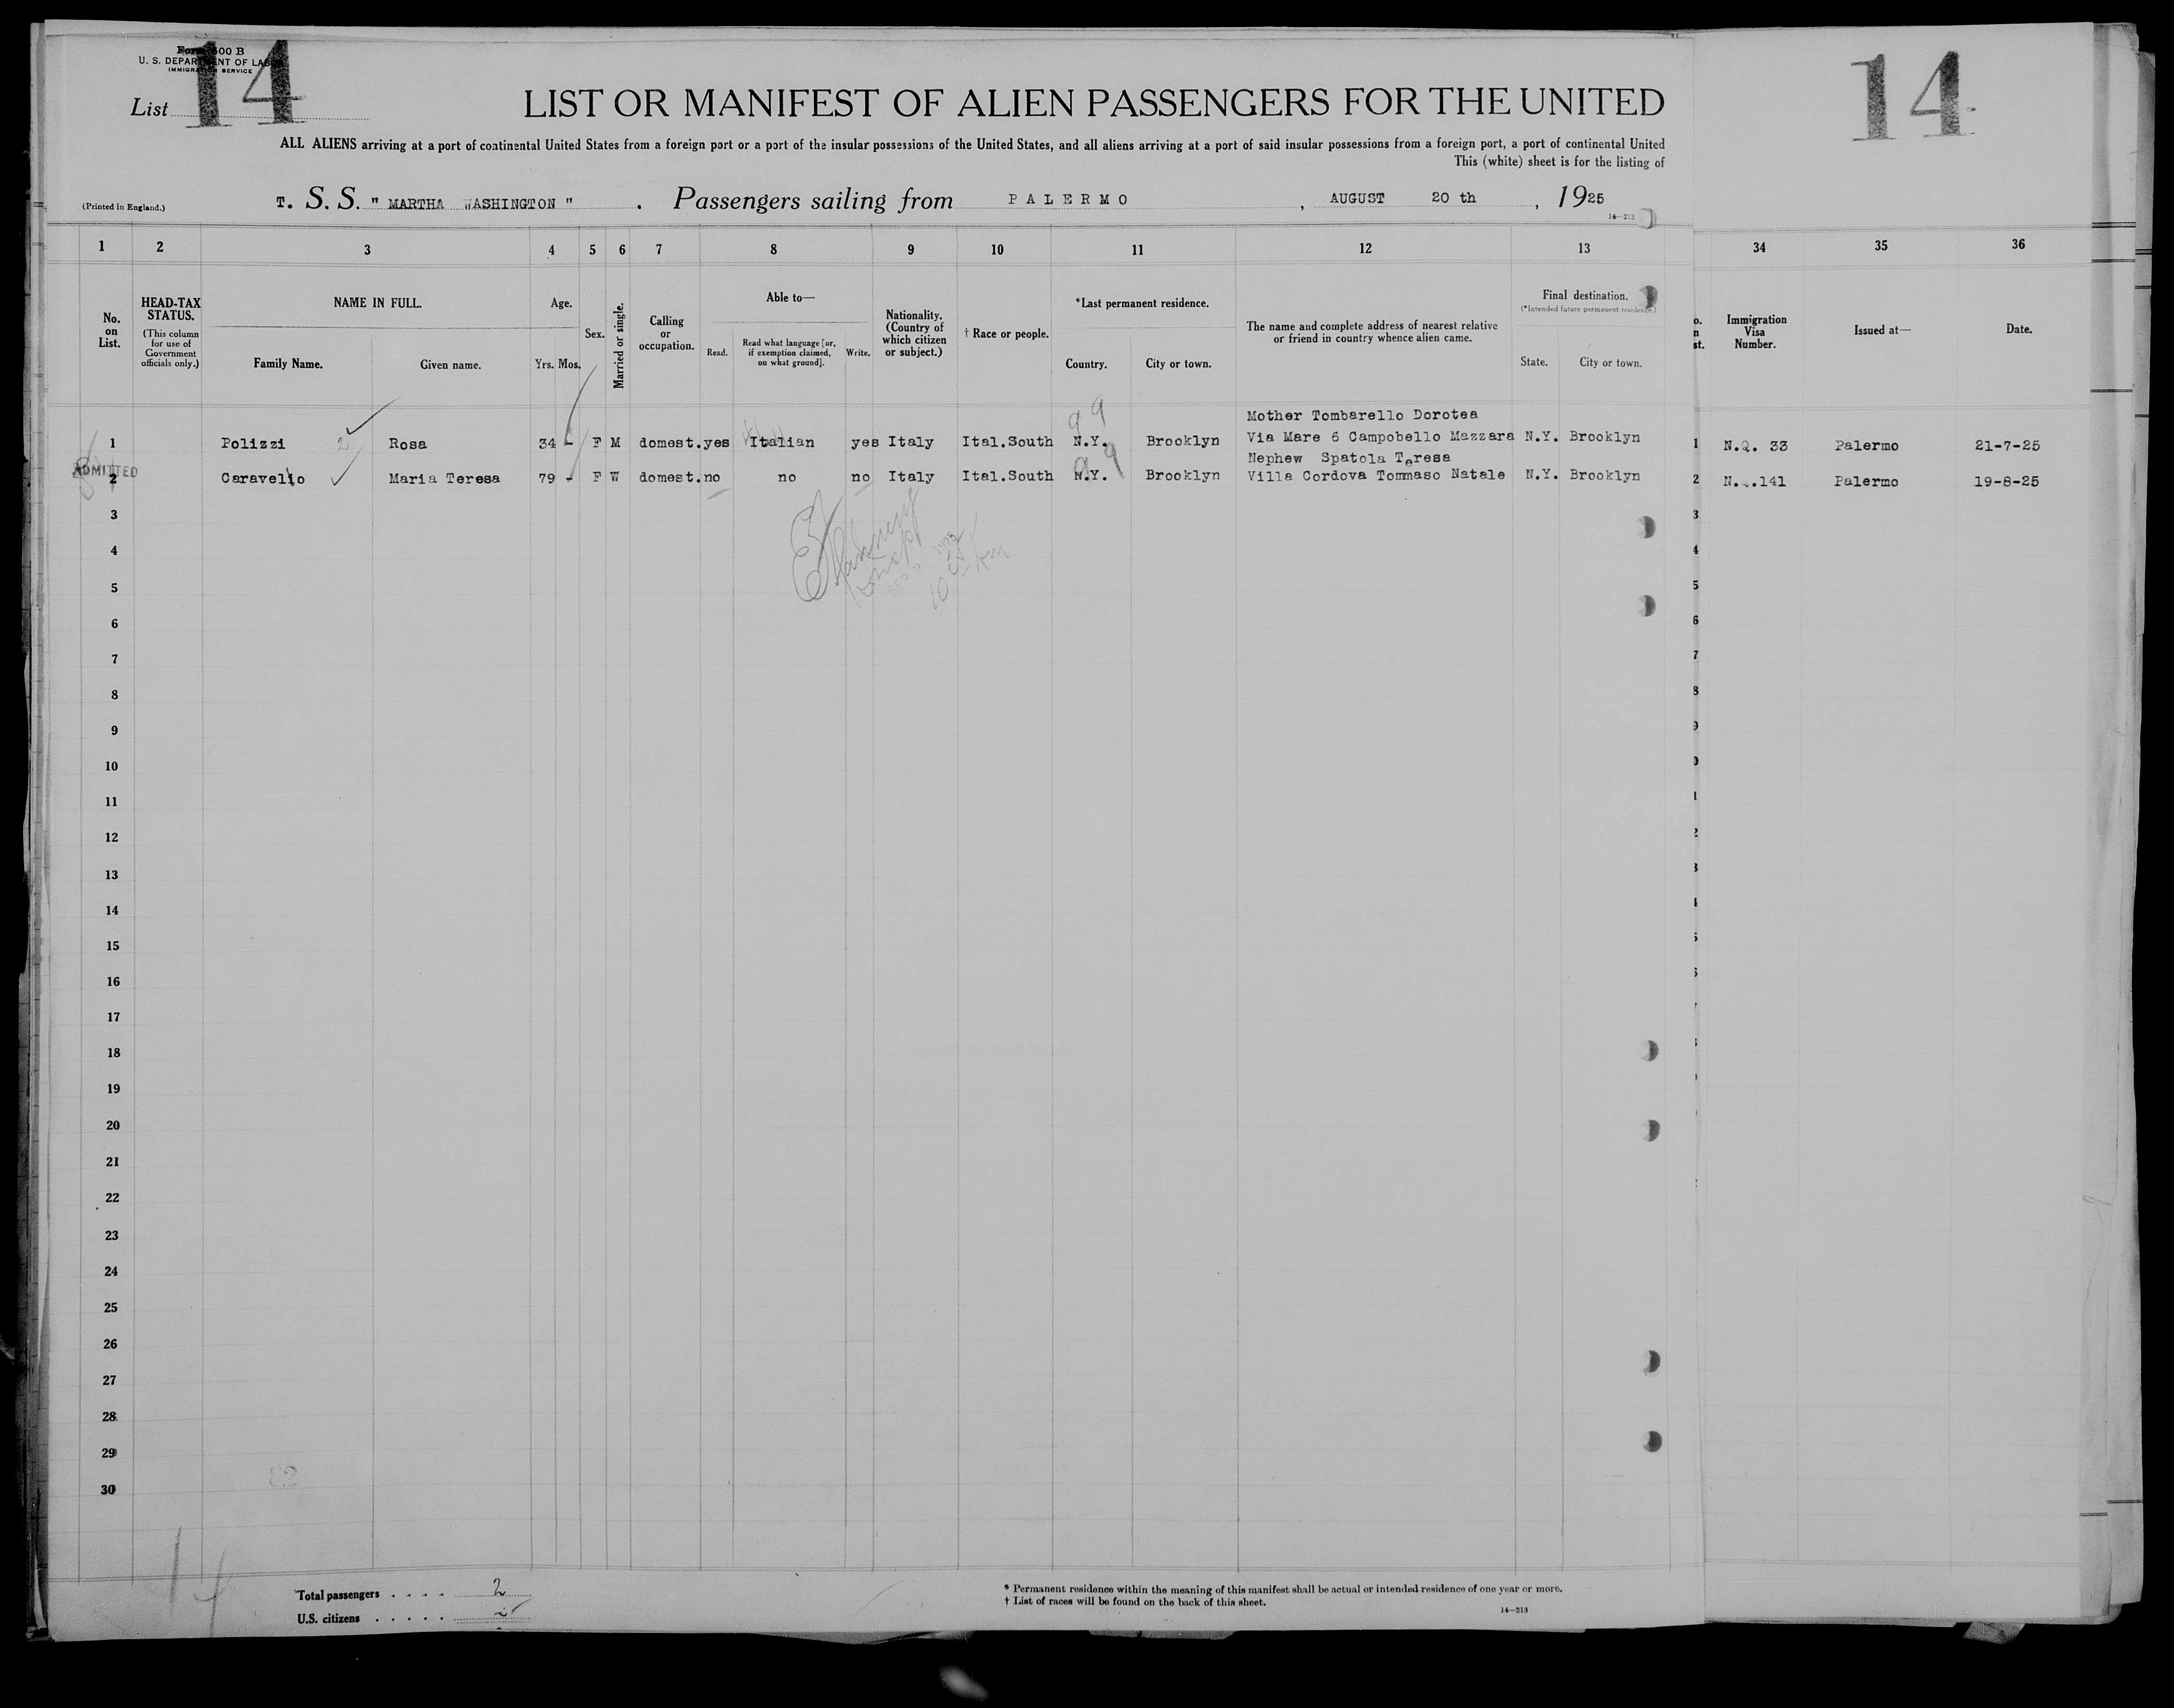 Form 500 B
U. S. DEPARTMENT OF LABOR
IMMIGRATION SERVICE
List 14
14
LIST OR MANIFEST OF ALIEN PASSENGERS FOR THE UNITED
ALL ALIENS arriving at a port of continental United States from a foreign port or a port of the insular possessions of the United States, and all aliens arriving at a port of said insular possessions from a foreign port, a port of continental United
This (white) sheet is for the listing of
(Printed in England.) T. S. S. " MARTHA WASHINGTON " . Passengers sailing from PALERMO , AUGUST 20 th , 1925
14—213
1 2 3 4 5 6 7 8 9 10 11 12 13 34 35 36
No. on List.
HEAD-TAX STATUS.
(This column for use of Government officials only.)
NAME IN FULL.
Family Name. Given name.
Age.
Yrs. Mos.
Sex.
Married or single.
Calling or occupation.
Able to—
Read. Read what language [or, if exemption claimed, on what ground]. Write.
Nationality. (Country of which citizen or subject.)
† Race or people.
*Last permanent residence.
Country. City or town.
The name and complete address of nearest relative or friend in country whence alien came.
Final destination.
(*Intended future permanent residence.)
State. City or town.
Immigration Visa Number.
Issued at—
Date.
Mother Tombarello Dorotea
1 Polizzi Rosa 34 - F M domest. yes Italian yes Italy Ital.South N.Y. Brooklyn Via Mare 6 Campobello Mazzara N.Y. Brooklyn 1 N.Q. 33 Palermo 21-7-25
Nephew Spatola Teresa
ADMITTED
2 Caravello Maria Teresa 79 - F W domest. no no no Italy Ital.South N.Y. Brooklyn Villa Cordova Tommaso Natale N.Y. Brooklyn 2 141 Palermo 19-8-25
3
4
5
6
7
8
9
10
11
12
13
14
15
16
17
18
19
20
21
22
23
24
25
26
27
28
29
30
14
Total passengers . . . . 2
U.S. citizens . . . . .
* Permanent residence within the meaning of this manifest shall be actual or intended residence of one year or more.
† List of races will be found on the back of this sheet.
14—213